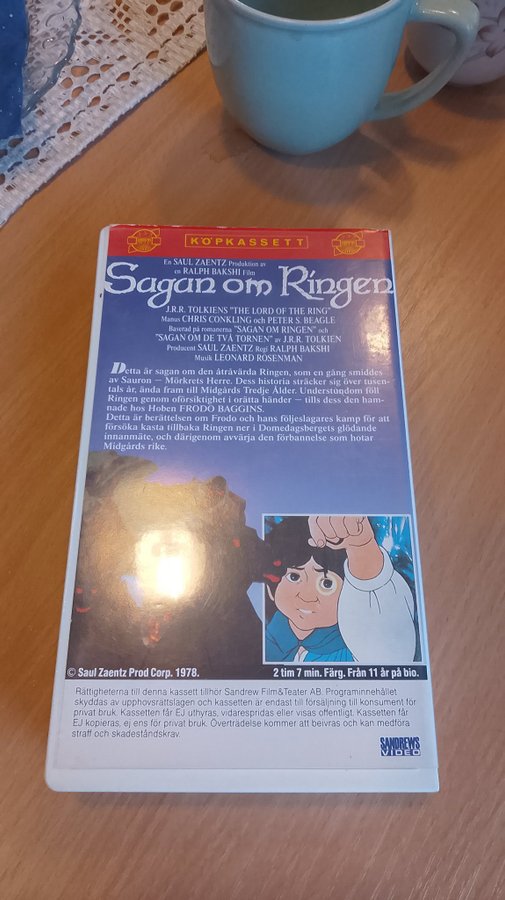 KÖPKASSETT
En SAUL ZAENTZ Produktion av
en RALPH BAKSHI Film
Sagan om Ringen
J.R.R. TOLKIENS "THE LORD OF THE RING"
Manus CHRIS CONKLING och PETER S. BEAGLE
Baserad på romanerna "SAGAN OM RINGEN" och
"SAGAN OM DE TVÅ TORNEN" av J.R.R. TOLKIEN
Producent SAUL ZAENTZ Regi RALPH BAKSHI
Musik LEONARD ROSENMAN
Detta är sagan om den åtråvärda Ringen, som en gång smiddes
av Sauron – Mörkrets Herre. Dess historia sträcker sig över tusen-
tals år, ända fram till Midgårds Tredje Ålder. Understundom föll
Ringen genom oförsiktighet i orätta händer – tills dess den ham-
nade hos Hoben FRODO BAGGINS.
Detta är berättelsen om Frodo och hans följeslagares kamp för att
försöka kasta tillbaka Ringen ner i Domedagsbergets glödande
innanmäte, och därigenom avvärja den förbannelse som hotar
Midgårds rike.
© Saul Zaentz Prod Corp. 1978.
2 tim 7 min. Färg. Från 11 år på bio.
Rättigheterna till denna kassett tillhör Sandrew Film&Teater AB. Programinnehållet
skyddas av upphovsrättslagen och kassetten är endast till försäljning till konsument för
privat bruk. Kassetten får EJ uthyras, vidarespridas eller visas offentligt. Kassetten får
EJ kopieras, ej ens för privat bruk. Överträdelse kommer att beivras och kan medföra
straff och skadeståndskrav.
SANDREWS
VIDEO